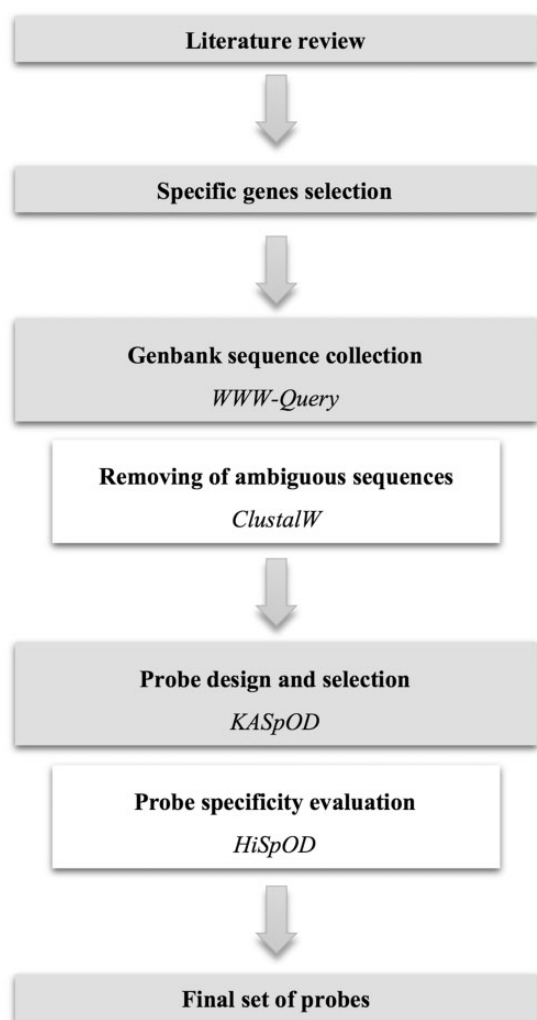 Literature review
Specific genes selection
Genbank sequence collection
WWW-Query
Removing of ambiguous sequences
ClustalW
Probe design and selection
KASpOD
Probe specificity evaluation
HiSpOD
Final set of probes